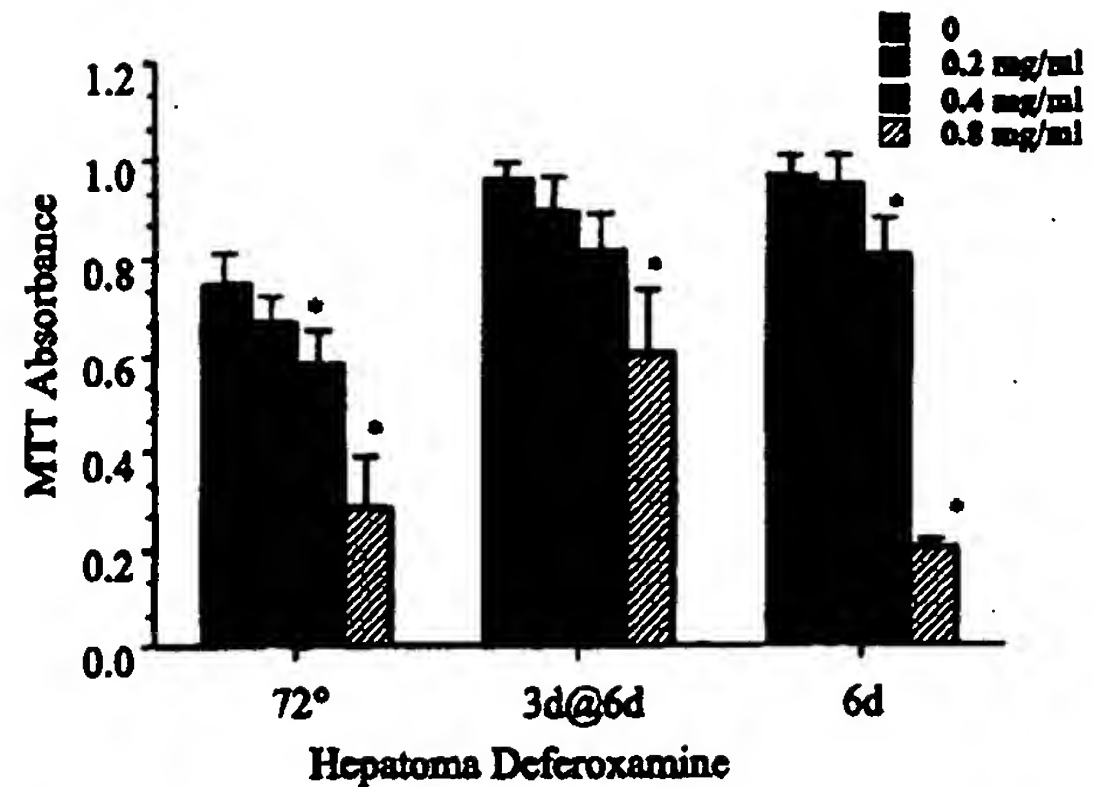 0
0.2 mg/ml
0.4 mg/ml
0.8 mg/ml
1.2
1.0
0.8
0.6
0.4
0.2
0.0
MTT Absorbance
*
*
*
*
*
72° 3d@6d 6d
Hepatoma Deferoxamine